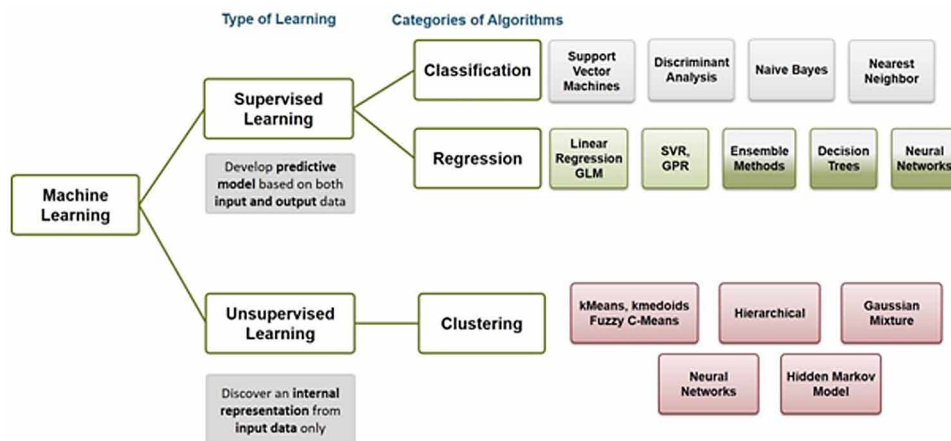 Type of Learning
Categories of Algorithms
Machine
Learning
Supervised
Learning
Develop predictive
model based on both
input and output data
Classification
Support
Vector
Machines
Discriminant
Analysis
Naive Bayes
Nearest
Neighbor
Regression
Linear
Regression
GLM
SVR,
GPR
Ensemble
Methods
Decision
Trees
Neural
Networks
Unsupervised
Learning
Discover an internal
representation from
input data only
Clustering
kMeans, kmedoids
Fuzzy C-Means
Hierarchical
Gaussian
Mixture
Neural
Networks
Hidden Markov
Model